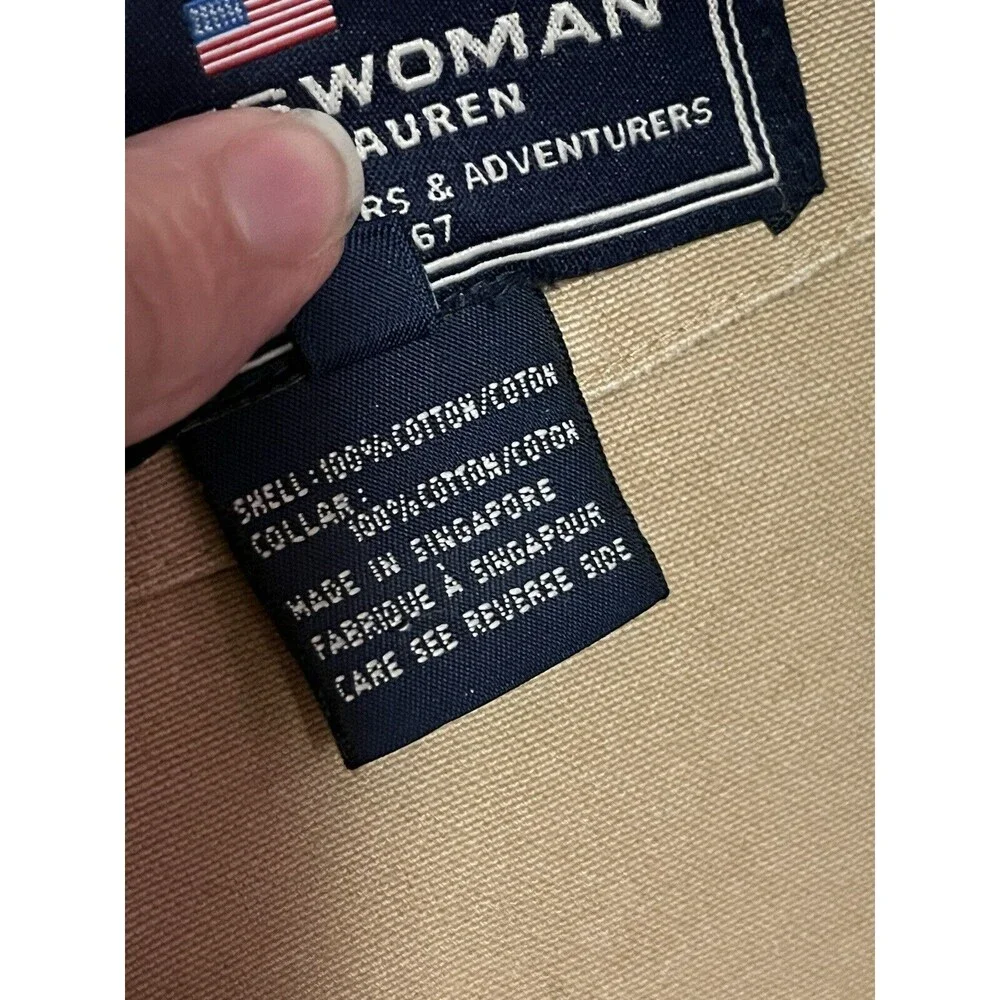 WOMAN
AUREN
RS & ADVENTURERS
67
SHELL:100%COTTON/COTON
COLLAR:
100%COTTON/COTON
MADE IN SINGAPORE
FABRIQUE À SINGAPOUR
CARE SEE REVERSE SIDE